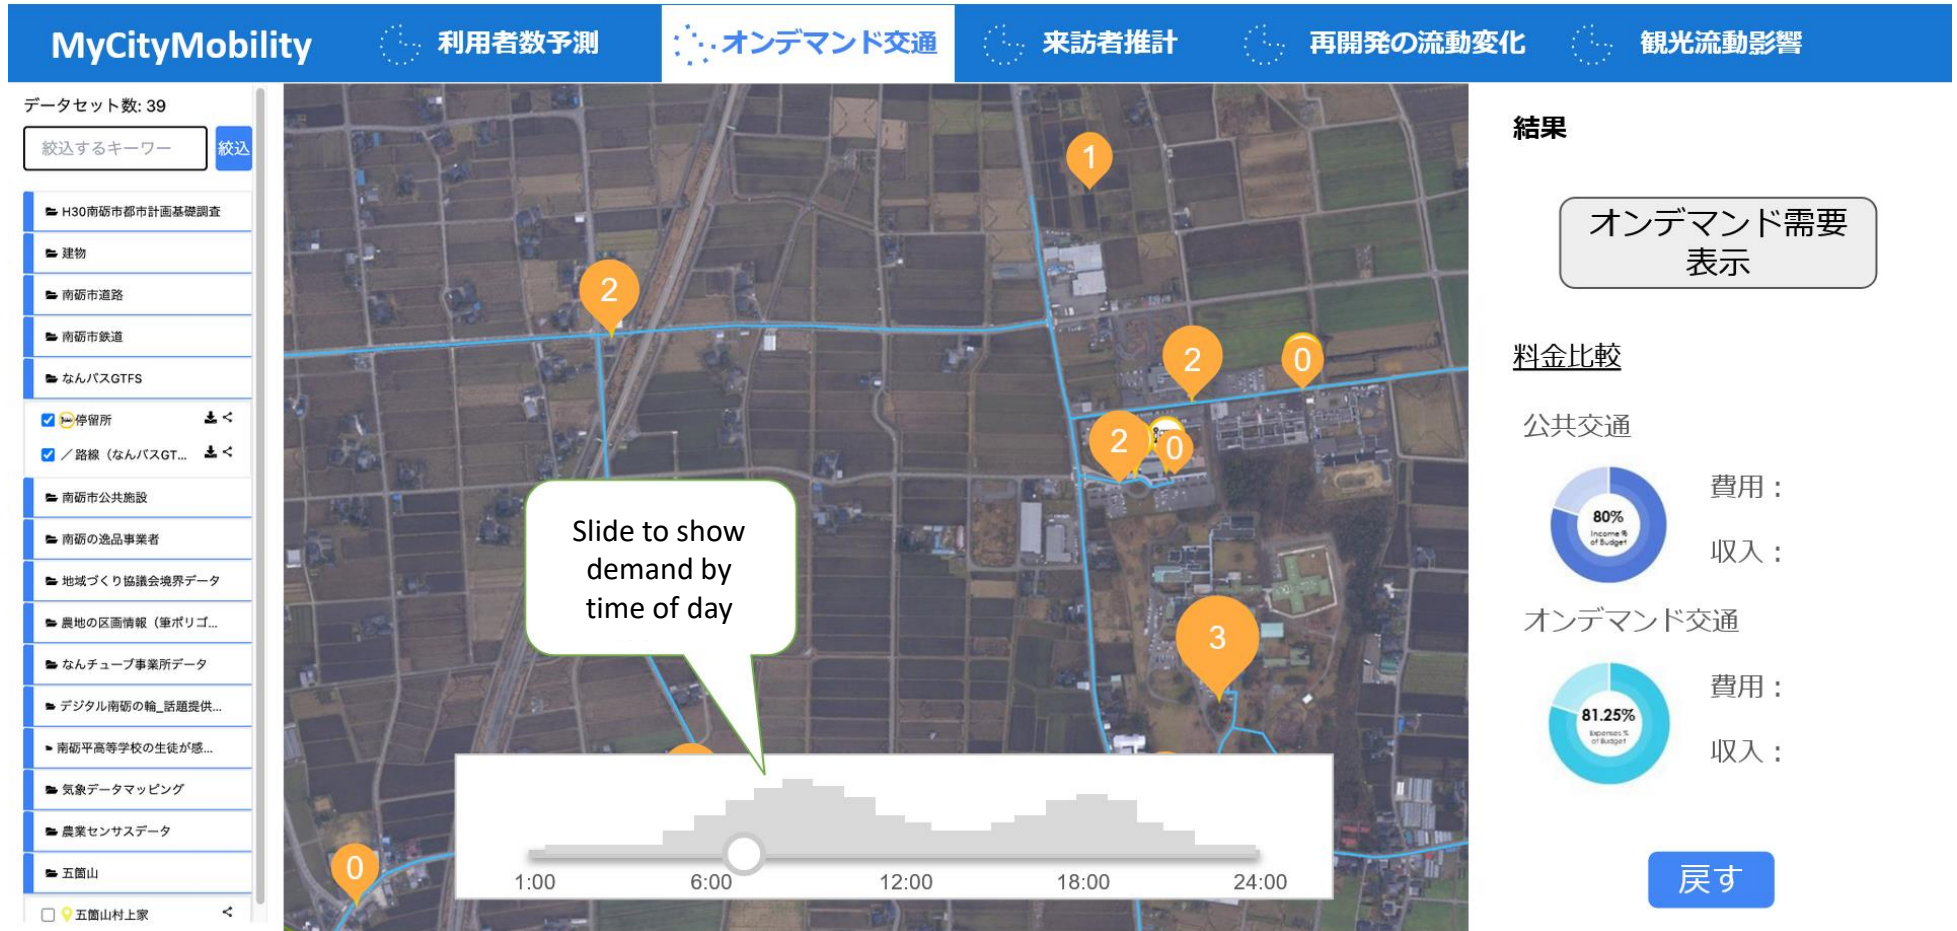 MyCityMobility
利用者数予測
オンデマンド交通
来訪者推計
再開発の流動変化
観光流動影響
データセット数: 39
絞込するキーワー
絞込
H30南砺市都市計画基礎調査
建物
南砺市道路
南砺市鉄道
なんバスGTFS
停留所
路線（なんバスGT...
南砺市公共施設
南砺の逸品事業者
地域づくり協議会境界データ
農地の区画情報（筆ポリゴ...
なんチューブ事業所データ
デジタル南砺の輪_話題提供...
南砺平高等学校の生徒が感...
気象データマッピング
農業センサスデータ
五箇山
五箇山村上家
1
2
2
0
2
0
3
0
Slide to show
demand by
time of day
1:00
6:00
12:00
18:00
24:00
結果
オンデマンド需要
表示
料金比較
公共交通
80%
Income %
of Budget
費用：
収入：
オンデマンド交通
81.25%
Expenses %
of Budget
費用：
収入：
戻す